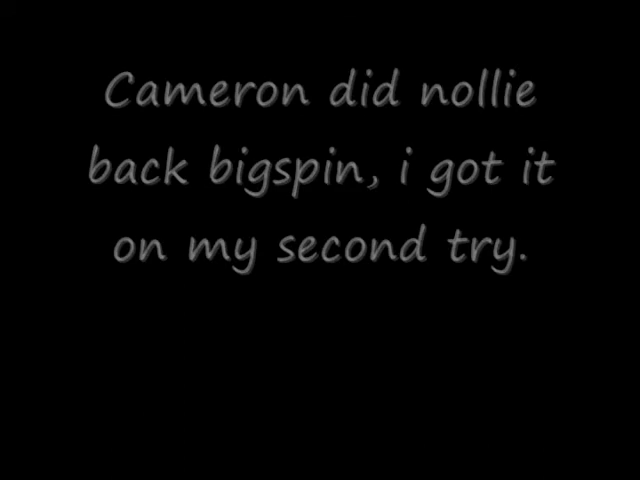 Cameron did nollie
back bigspin, i got it
on my second try.